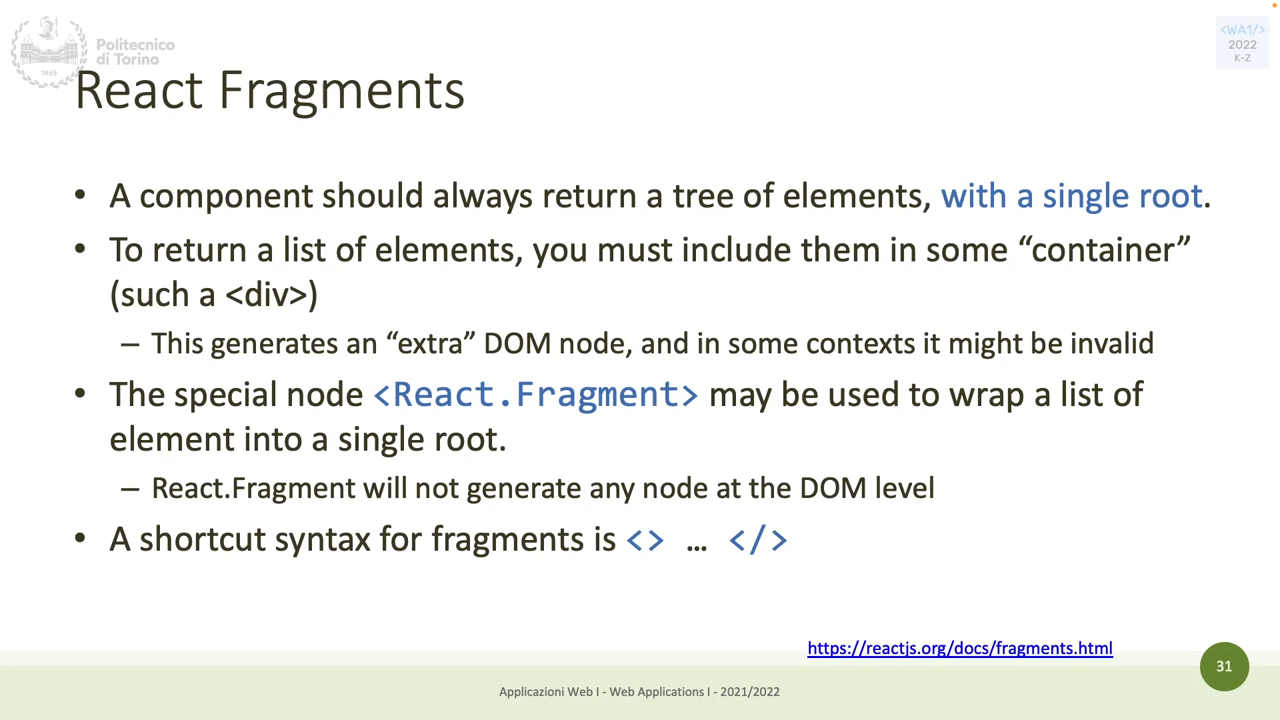 Politecnico
di Torino
1859
<WA1/>
2022
K-Z
React Fragments
• A component should always return a tree of elements, with a single root.
• To return a list of elements, you must include them in some “container”
(such a <div>)
– This generates an “extra” DOM node, and in some contexts it might be invalid
• The special node <React.Fragment> may be used to wrap a list of
element into a single root.
– React.Fragment will not generate any node at the DOM level
• A shortcut syntax for fragments is <> … </>
https://reactjs.org/docs/fragments.html
31
Applicazioni Web I - Web Applications I - 2021/2022